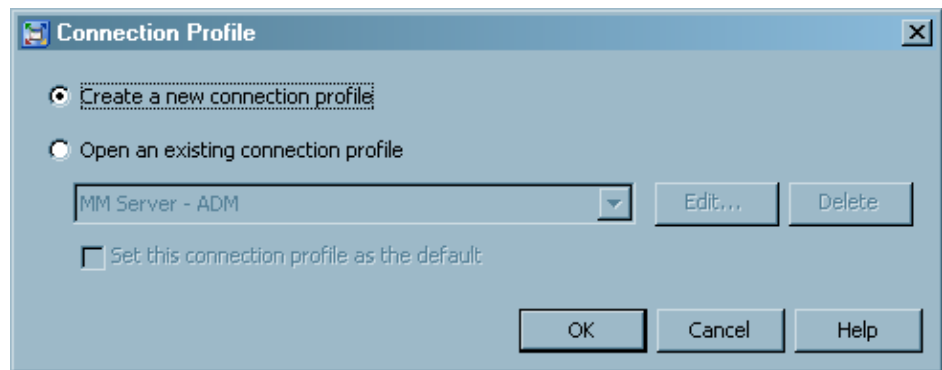 Connection Profile
Create a new connection profile
Open an existing connection profile
MM Server - ADM
Edit...
Delete
Set this connection profile as the default
OK
Cancel
Help